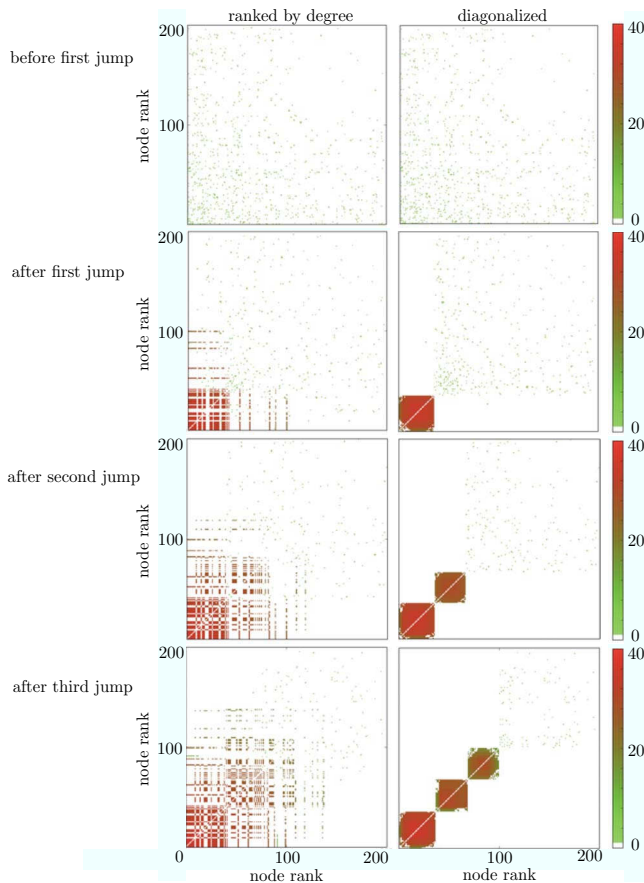 ranked by degree
diagonalized
before first jump
node rank
200
100
40
20
0
after first jump
node rank
200
100
40
20
0
after second jump
node rank
200
100
40
20
0
after third jump
node rank
200
100
40
20
0
0
100
200
100
200
node rank
node rank